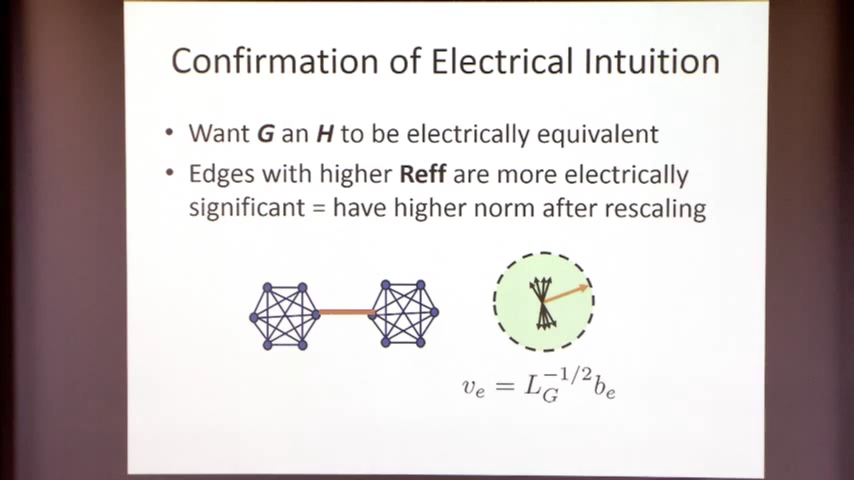 Confirmation of Electrical Intuition
• Want G an H to be electrically equivalent
• Edges with higher Reff are more electrically
significant = have higher norm after rescaling
$v_e = L_G^{-1/2} b_e$